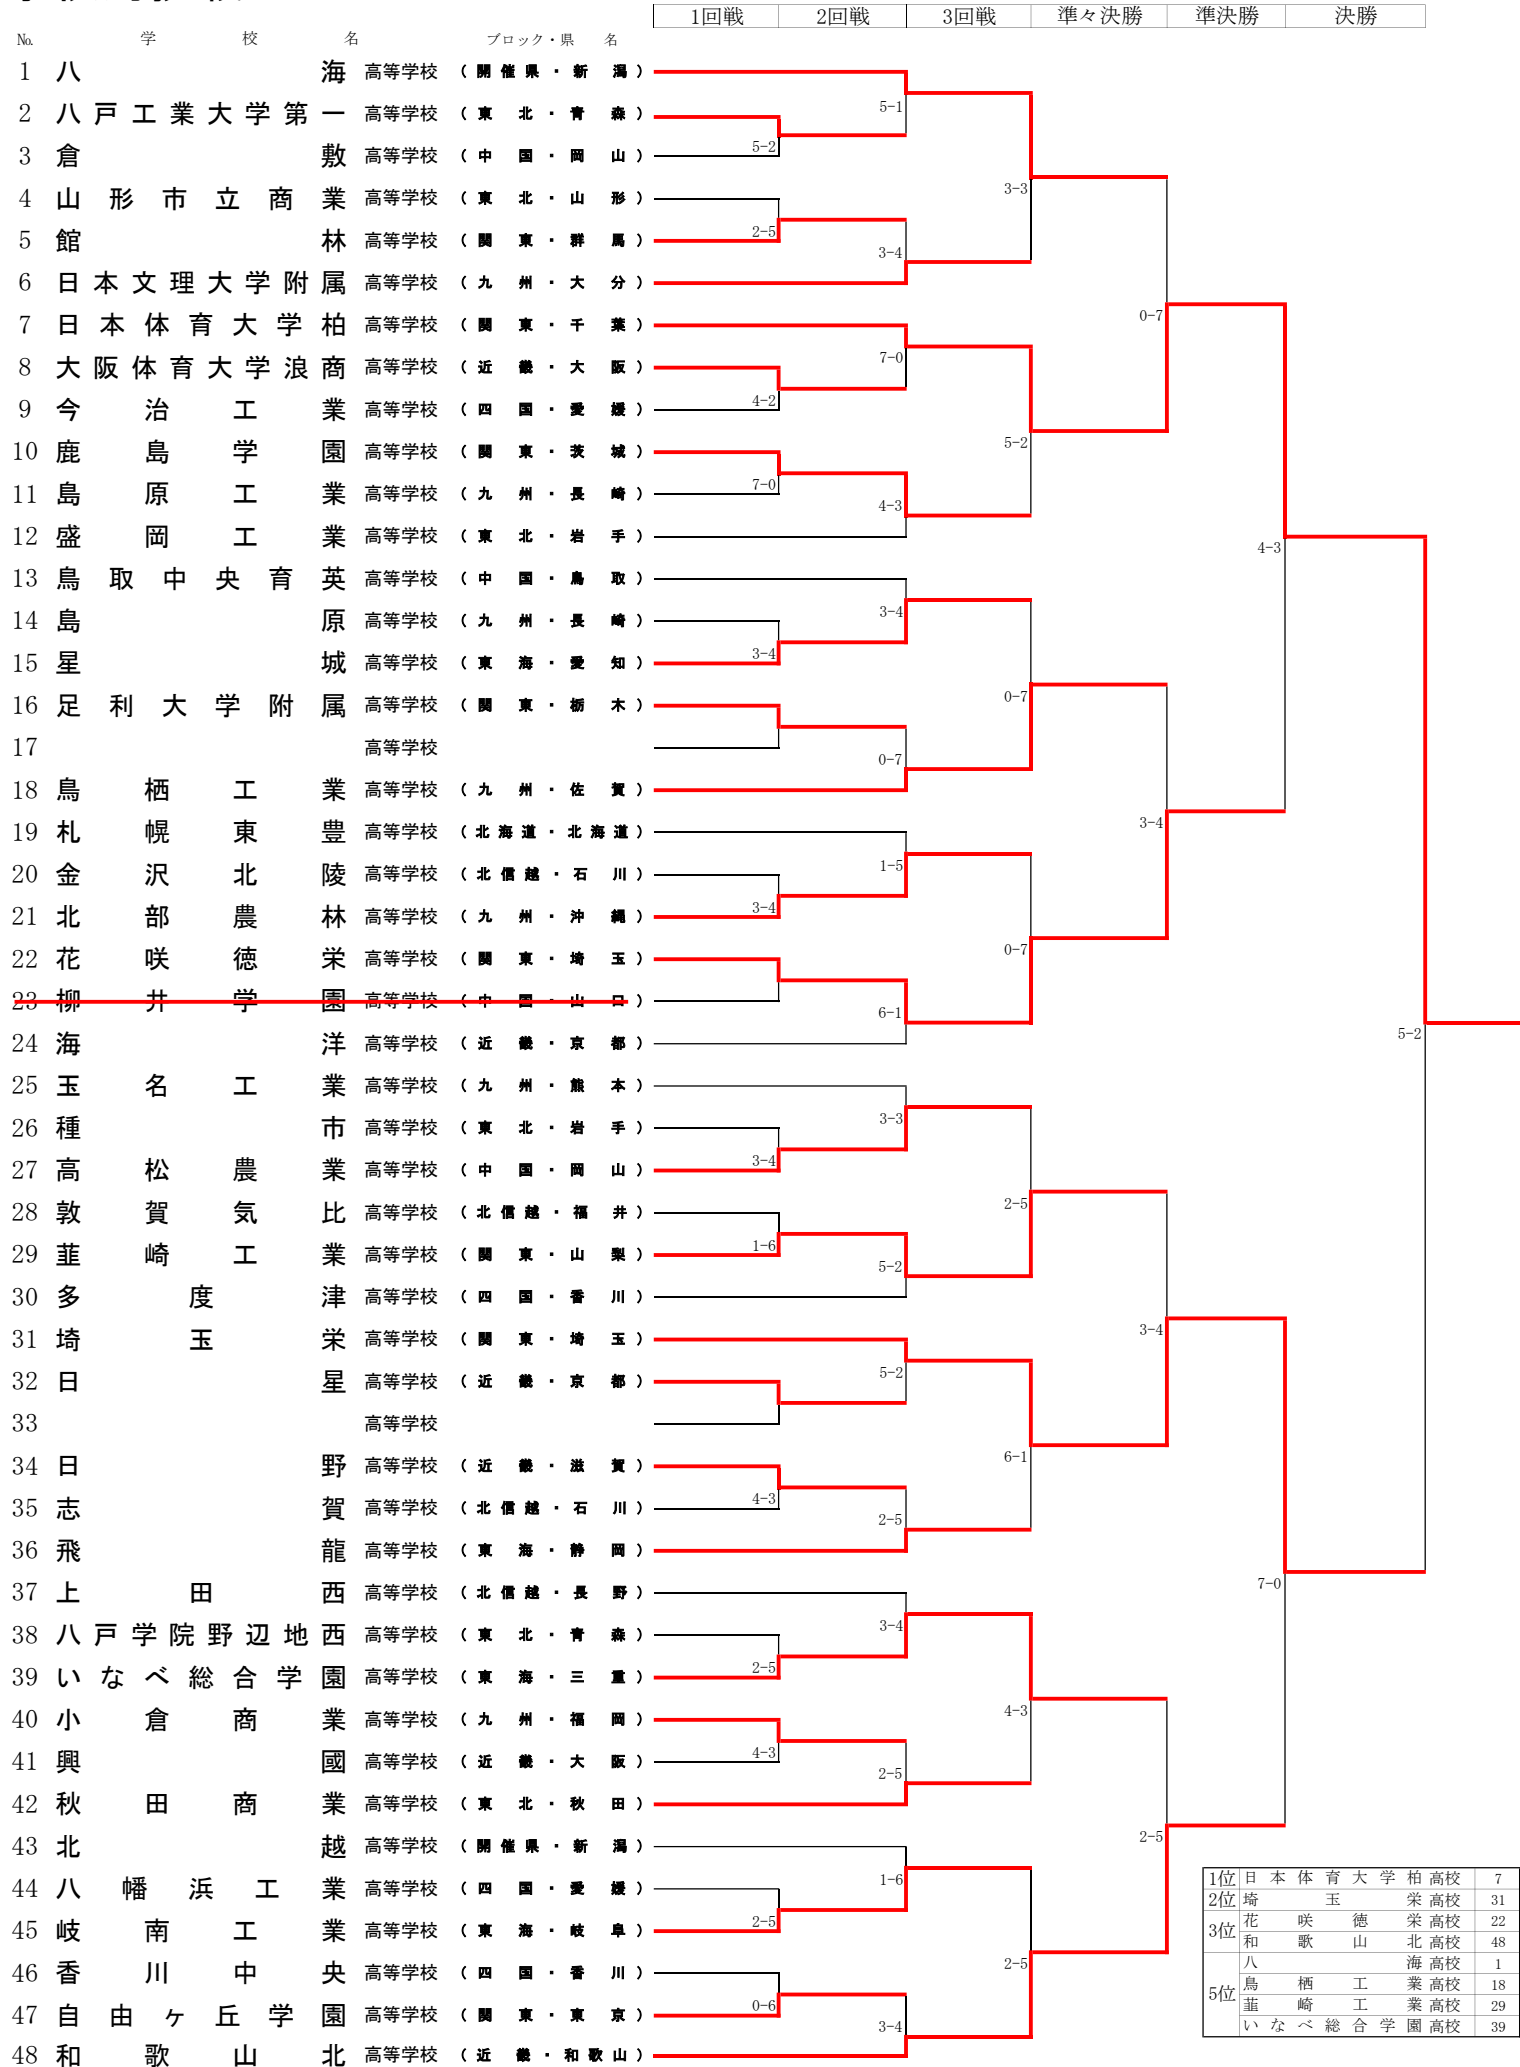 1回戦 2回戦 3回戦 準々決勝 準決勝 決勝
No. 学校名 ブロック・県名
1 八海 高等学校 (開催県・新潟)
5-1
2 八戸工業大学第一 高等学校 (東北・青森)
5-2
3 倉敷 高等学校 (中国・岡山)
3-3
4 山形市立商業 高等学校 (東北・山形)
2-5
5 館林 高等学校 (関東・群馬)
3-4
6 日本文理大学附属 高等学校 (九州・大分)
0-7
7 日本体育大学柏 高等学校 (関東・千葉)
7-0
8 大阪体育大学浪商 高等学校 (近畿・大阪)
4-2
9 今治工業 高等学校 (四国・愛媛)
5-2
10 鹿島学園 高等学校 (関東・茨城)
7-0
11 島原工業 高等学校 (九州・長崎)
4-3
12 盛岡工業 高等学校 (東北・岩手)
4-3
13 鳥取中央育英 高等学校 (中国・鳥取)
3-4
14 島原 高等学校 (九州・長崎)
3-4
15 星城 高等学校 (東海・愛知)
0-7
16 足利大学附属 高等学校 (関東・栃木)
17 高等学校
0-7
18 鳥栖工業 高等学校 (九州・佐賀)
3-4
19 札幌東豊 高等学校 (北海道・北海道)
1-5
20 金沢北陵 高等学校 (北信越・石川)
3-4
21 北部農林 高等学校 (九州・沖縄)
0-7
22 花咲徳栄 高等学校 (関東・埼玉)
23 柳井学園 高等学校 (中国・山口)
6-1
24 海洋 高等学校 (近畿・京都)
5-2
25 玉名工業 高等学校 (九州・熊本)
3-3
26 種市 高等学校 (東北・岩手)
3-4
27 高松農業 高等学校 (中国・岡山)
2-5
28 敦賀気比 高等学校 (北信越・福井)
1-6
29 韮崎工業 高等学校 (関東・山梨)
5-2
30 多度津 高等学校 (四国・香川)
3-4
31 埼玉栄 高等学校 (関東・埼玉)
5-2
32 日星 高等学校 (近畿・京都)
33 高等学校
6-1
34 日野 高等学校 (近畿・滋賀)
4-3
35 志賀 高等学校 (北信越・石川)
2-5
36 飛龍 高等学校 (東海・静岡)
7-0
37 上田西 高等学校 (北信越・長野)
3-4
38 八戸学院野辺地西 高等学校 (東北・青森)
2-5
39 いなべ総合学園 高等学校 (東海・三重)
4-3
40 小倉商業 高等学校 (九州・福岡)
4-3
41 興國 高等学校 (近畿・大阪)
2-5
42 秋田商業 高等学校 (東北・秋田)
2-5
43 北越 高等学校 (開催県・新潟)
1-6
44 八幡浜工業 高等学校 (四国・愛媛)
2-5
45 岐南工業 高等学校 (東海・岐阜)
2-5
46 香川中央 高等学校 (四国・香川)
0-6
47 自由ヶ丘学園 高等学校 (関東・東京)
3-4
48 和歌山北 高等学校 (近畿・和歌山)
1位 日本体育大学柏 高校 7
2位 埼玉栄 高校 31
3位 花咲徳栄 高校 22
和歌山北 高校 48
5位 八海 高校 1
鳥栖工業 高校 18
韮崎工業 高校 29
いなべ総合学園 高校 39